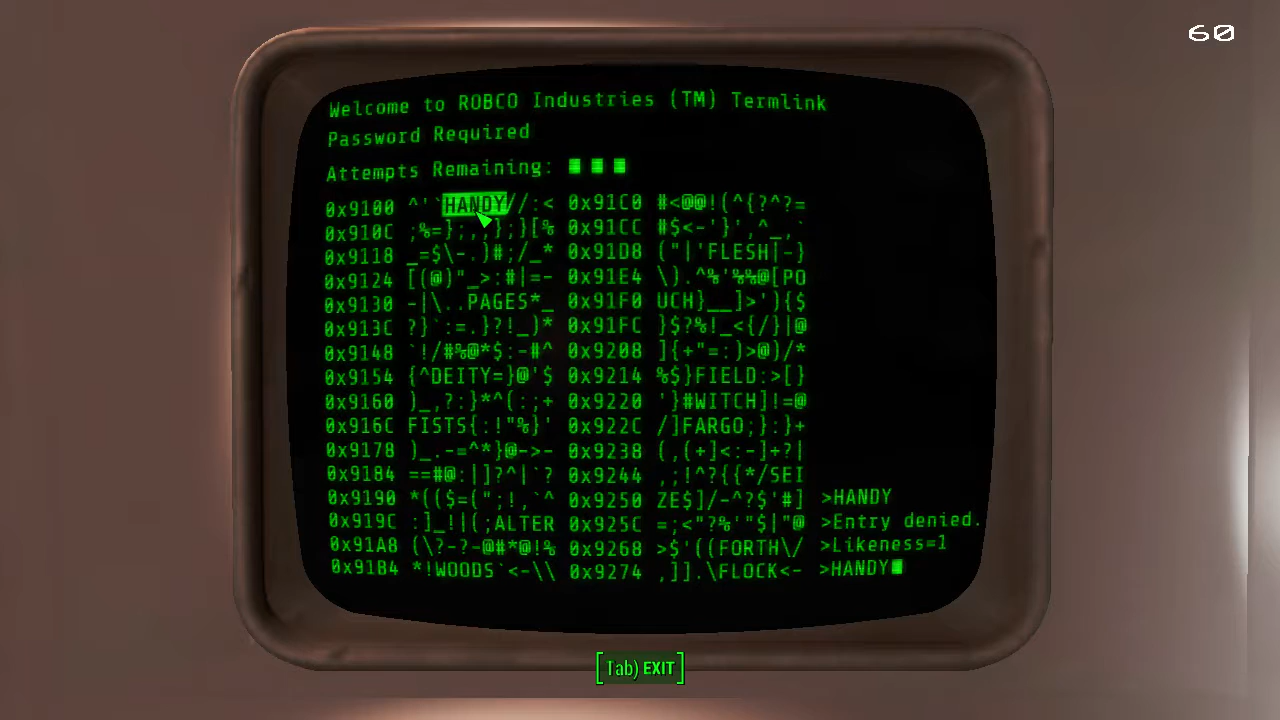 60
Welcome to ROBCO Industries (TM) Termlink
Password Required
Attempts Remaining:
0x9100 ^'`HANDY//:< 0x91C0 #<@@!(^{?^?=
0x910C ;%=};,,};}[% 0x91CC #$<-'}',^_,`
0x9118 _=$\-.)#;/_* 0x91D8 ("|'FLESH|-}
0x9124 [(@)"_>:#|=- 0x91E4 \).^%'%%@[PO
0x9130 -|\..PAGES*_ 0x91F0 UCH}__]>'){$
0x913C ?}`:=.}?!_)* 0x91FC }$?%!_<{/}|@
0x9148 `!/#%@*$:-#^ 0x9208 ]{+"=:)>@)/*
0x9154 {^DEITY=}@'$ 0x9214 %$}FIELD:>[}
0x9160 )_,?:}*^(:;+ 0x9220 '}#WITCH]!=@
0x916C FISTS{:!"%}' 0x922C /]FARGO;}:}+
0x9178 )_.-=^*}@->- 0x9238 (,(+]<:-]+?|
0x9184 ==#@:|]?^|`? 0x9244 ,;!^?{{*/SEI
0x9190 *(($=(";!,`^ 0x9250 ZE$]/-^?$'#] >HANDY
0x919C :]_!|(;ALTER 0x925C =;<"?%'"$|"@ >Entry denied.
0x91A8 (\?-?-@#*@!% 0x9268 >$'((FORTH\/ >Likeness=1
0x91B4 *!WOODS`<-\\ 0x9274 ,]].\FLOCK<- >HANDY
Tab) EXIT